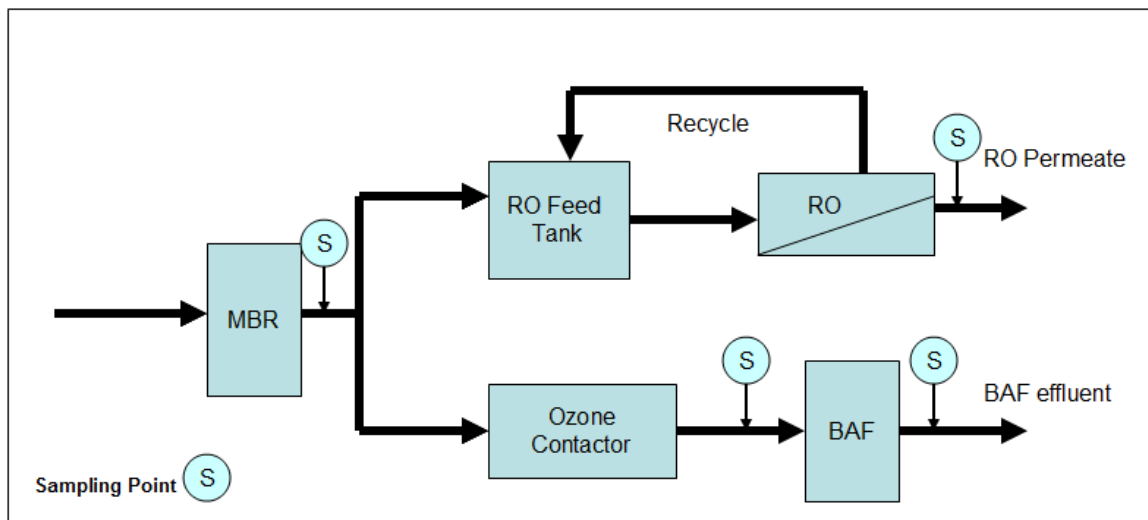 Recycle
S
RO Permeate
RO Feed
Tank
RO
S
MBR
S
S
BAF effluent
Ozone
Contactor
BAF
Sampling Point
S